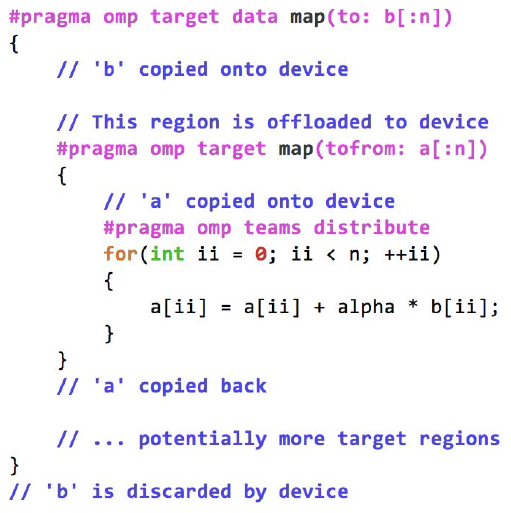 #pragma omp target data map(to: b[:n])
{
    // 'b' copied onto device
    // This region is offloaded to device
    #pragma omp target map(tofrom: a[:n])
    {
        // 'a' copied onto device
        #pragma omp teams distribute
        for(int ii = 0; ii < n; ++ii)
        {
            a[ii] = a[ii] + alpha * b[ii];
        }
    }
    // 'a' copied back
    // ... potentially more target regions
}
// 'b' is discarded by device